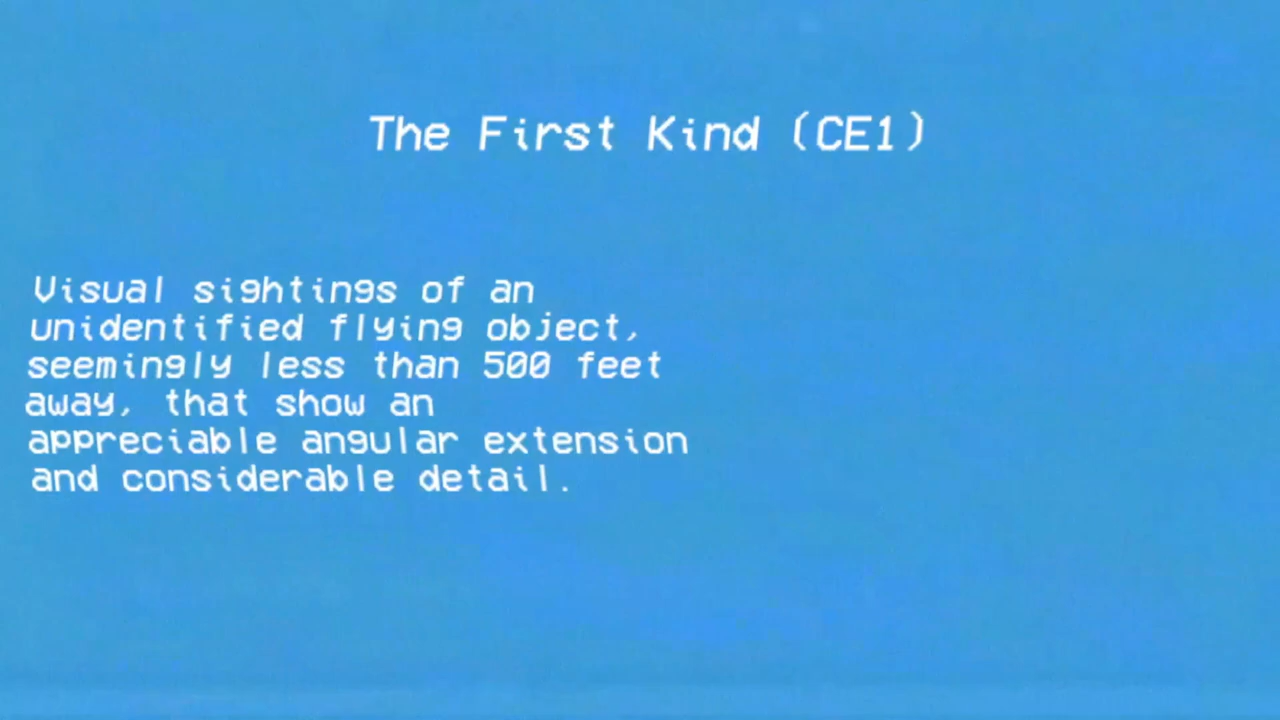 The First Kind (CE1)
Visual sightings of an
unidentified flying object,
seemingly less than 500 feet
away, that show an
appreciable angular extension
and considerable detail.